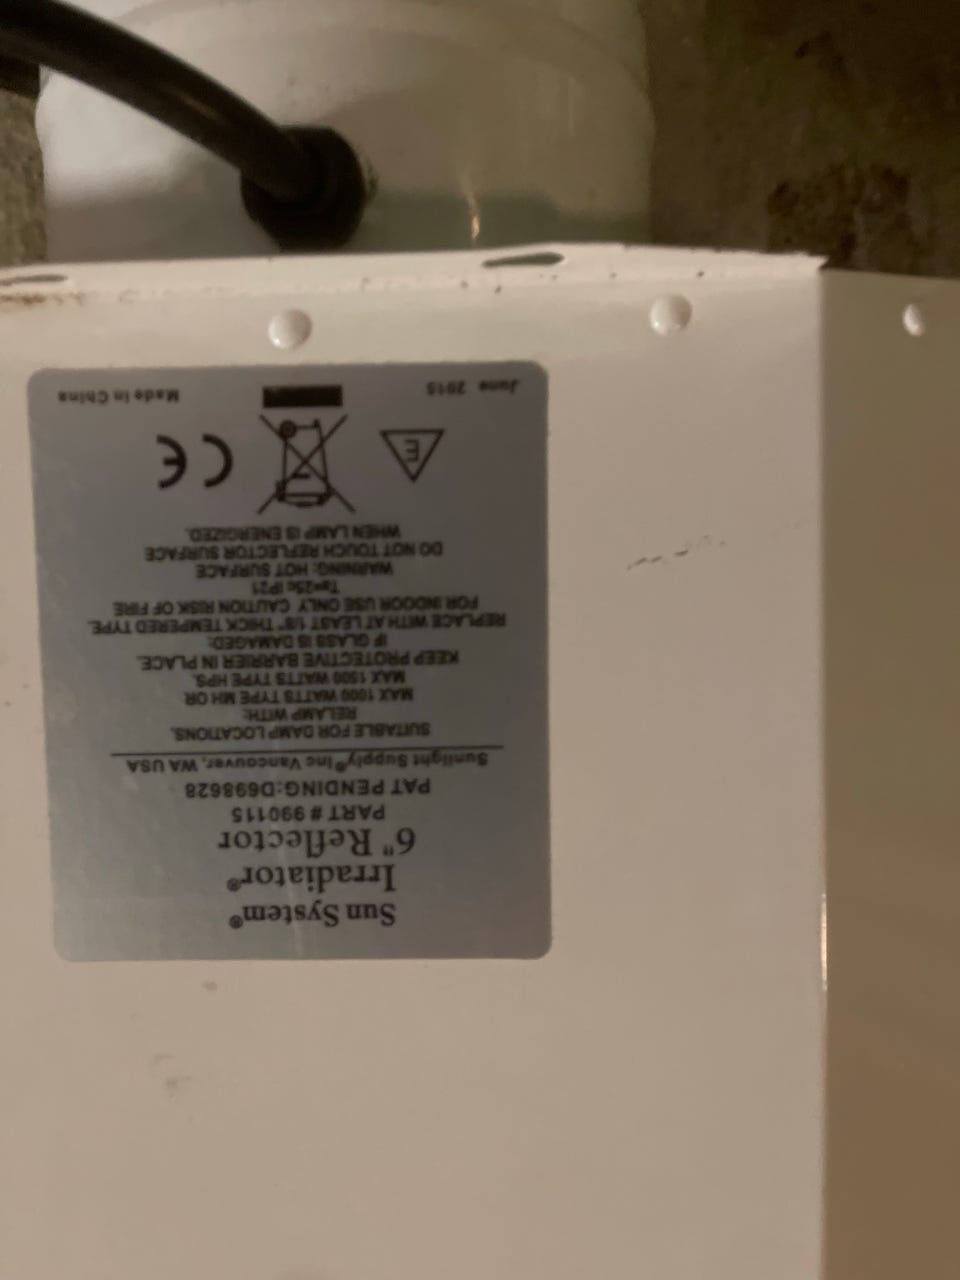 Sun System®
Irradiator®
6" Reflector
PART # 990115
PAT PENDING:D698628
Sunlight Supply® Inc Vancouver, WA USA
SUITABLE FOR DAMP LOCATIONS.
RELAMP WITH:
MAX 1000 WATTS TYPE MH OR
MAX 1500 WATTS TYPE HPS.
KEEP PROTECTIVE BARRIER IN PLACE.
IF GLASS IS DAMAGED:
REPLACE WITH AT LEAST 1/8" THICK TEMPERED TYPE.
FOR INDOOR USE ONLY. CAUTION RISK OF FIRE
Ta=25c IP21
WARNING: HOT SURFACE
DO NOT TOUCH REFLECTOR SURFACE
WHEN LAMP IS ENERGIZED.
E CE
June 2015 Made in China